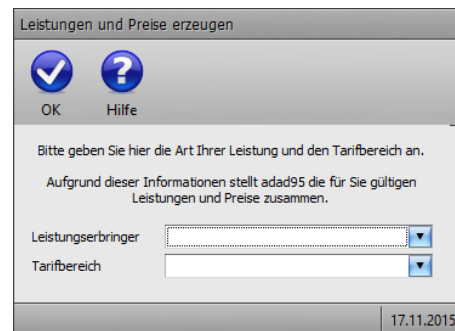 Leistungen und Preise erzeugen
OK Hilfe
Bitte geben Sie hier die Art Ihrer Leistung und den Tarifbereich an.
Aufgrund dieser Informationen stellt adad95 die für Sie gültigen
Leistungen und Preise zusammen.
Leistungserbringer
Tarifbereich
17.11.2015